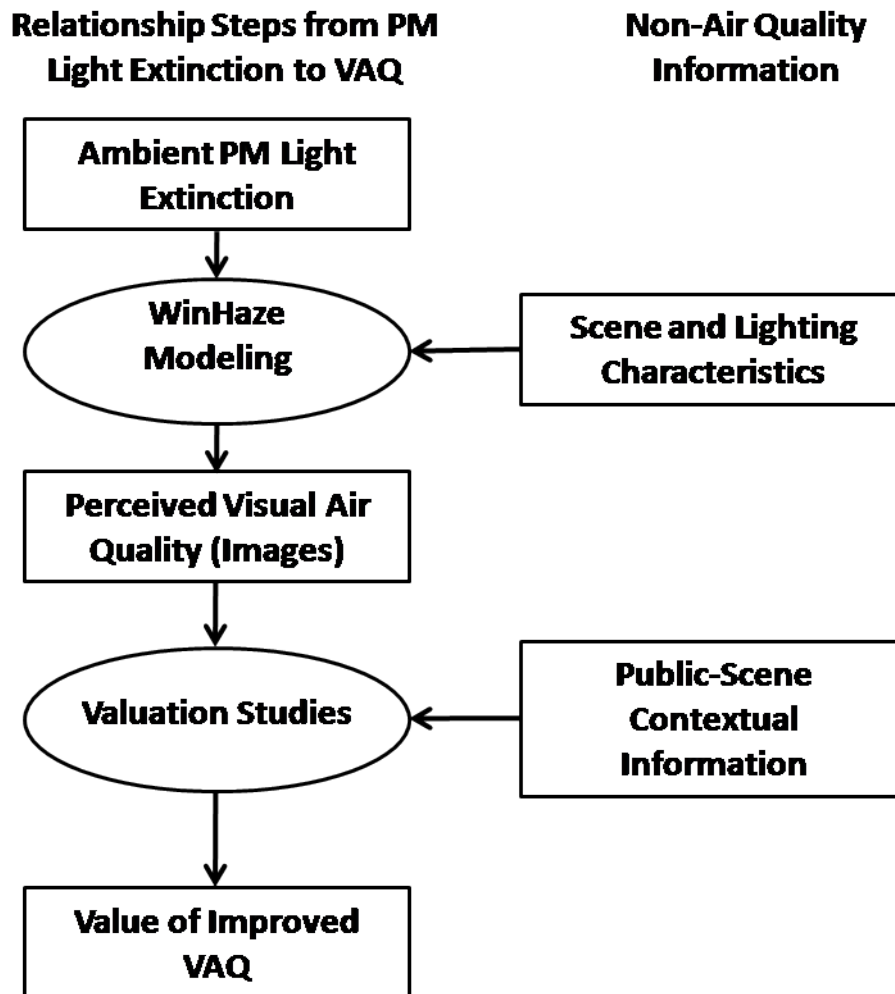 Relationship Steps from PM
Light Extinction to VAQ
Non-Air Quality
Information
Ambient PM Light
Extinction
WinHaze
Modeling
Scene and Lighting
Characteristics
Perceived Visual Air
Quality (Images)
Valuation Studies
Public-Scene
Contextual
Information
Value of Improved
VAQ